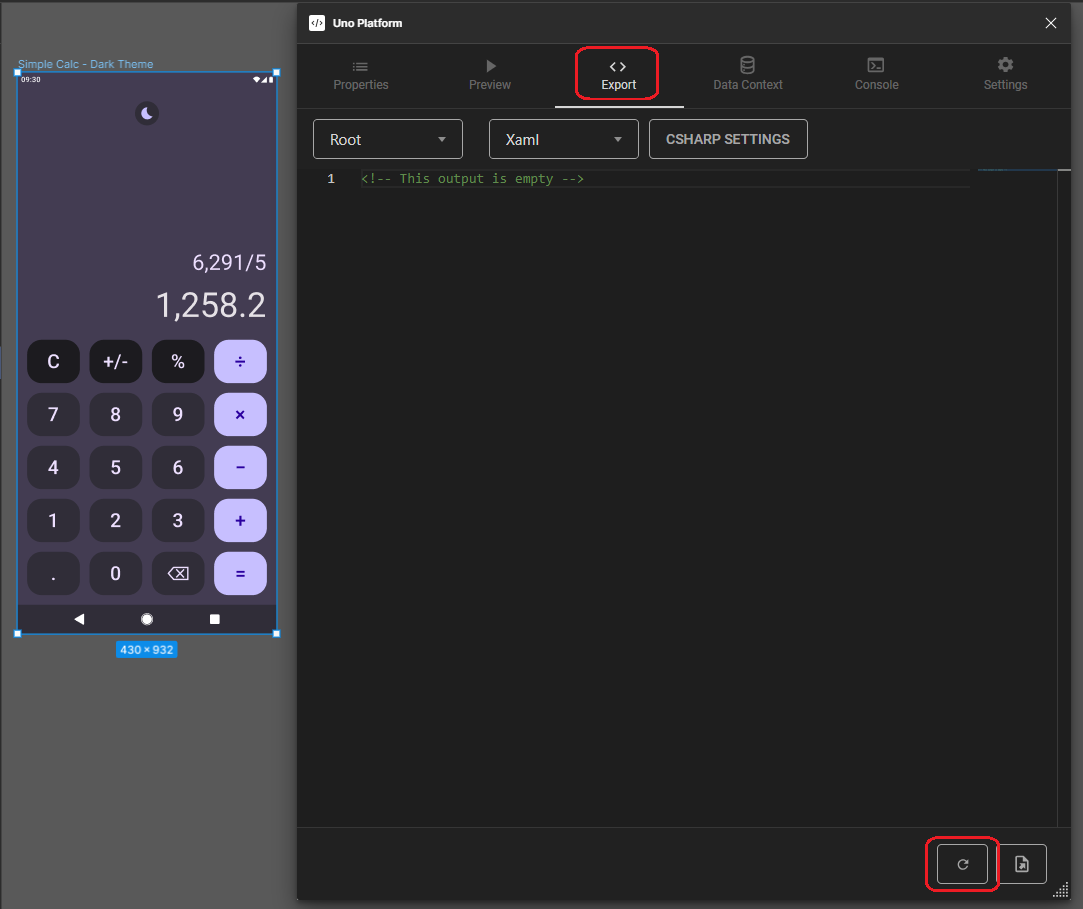 Uno Platform
Properties
Preview
Export
Data Context
Console
Settings
Root
Xaml
CSHARP SETTINGS
1 <!-- This output is empty -->
Simple Calc - Dark Theme
09:30
6,291/5
1,258.2
C +/- % ÷
7 8 9 ×
4 5 6 −
1 2 3 +
. 0 =
430 × 932